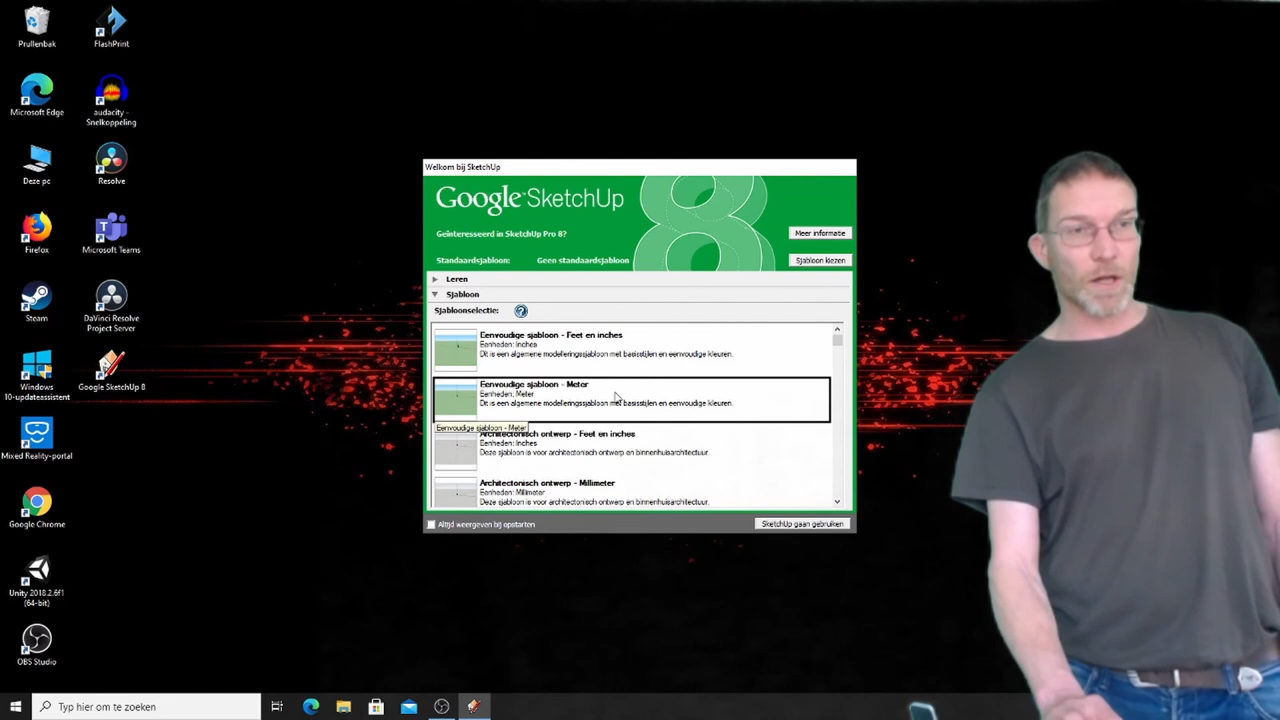 Prullenbak
FlashPrint
Microsoft Edge
audacity -
Snelkoppeling
Deze pc
Resolve
Firefox
Microsoft Teams
Steam
DaVinci Resolve
Project Server
Windows
10-updateassistent
Google SketchUp 8
Mixed Reality-portal
Google Chrome
Unity 2018.2.6f1
(64-bit)
OBS Studio
Welkom bij SketchUp
Google SketchUp
8
Geïnteresseerd in SketchUp Pro 8?
Meer informatie
Standaardsjabloon: Geen standaardsjabloon
Sjabloon kiezen
Leren
Sjabloon
Sjabloonselectie:
Eenvoudige sjabloon - Feet en inches
Eenheden: Inches
Dit is een algemene modelleringssjabloon met basisstijlen en eenvoudige kleuren.
Eenvoudige sjabloon - Meter
Eenheden: Meter
Dit is een algemene modelleringssjabloon met basisstijlen en eenvoudige kleuren.
Eenvoudige sjabloon - Meter
Architectonisch ontwerp - Feet en inches
Eenheden: Inches
Deze sjabloon is voor architectonisch ontwerp en binnenhuisarchitectuur.
Architectonisch ontwerp - Millimeter
Eenheden: Millimeter
Deze sjabloon is voor architectonisch ontwerp en binnenhuisarchitectuur.
Altijd weergeven bij opstarten
SketchUp gaan gebruiken
Typ hier om te zoeken